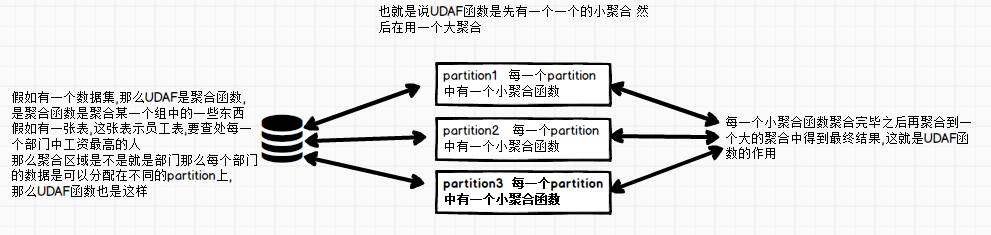 也就是说UDAF函数是先有一个一个的小聚合 然
后在用一个大聚合
假如有一个数据集,那么UDAF是聚合函数,
是聚合函数是聚合某一个组中的一些东西
假如有一张表,这张表示员工表,要查处每一
个部门中工资最高的人
那么聚合区域是不是就是部门那么每个部门
的数据是可以分配在不同的partition上,
那么UDAF函数也是这样
partition1 每一个partition
中有一个小聚合函数
partition2 每一个partition
中有一个小聚合函数
partition3 每一个partition
中有一个小聚合函数
每一个小聚合函数聚合完毕之后再聚合到一
个大的聚合中得到最终结果,这就是UDAF函
数的作用